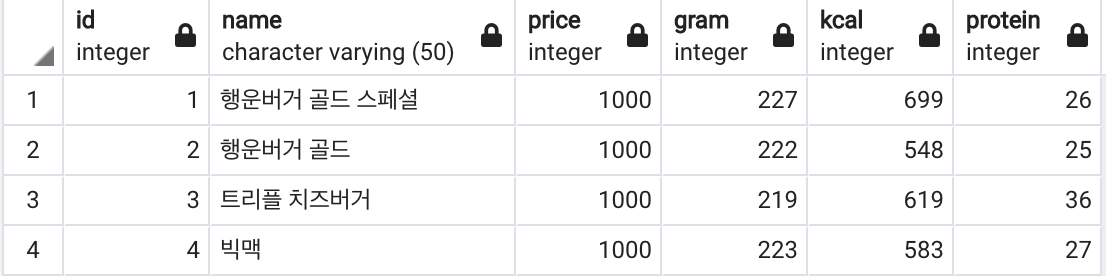 id name price gram kcal protein
integer character varying (50) integer integer integer integer
1 1 행운버거 골드 스페셜 1000 227 699 26
2 2 행운버거 골드 1000 222 548 25
3 3 트리플 치즈버거 1000 219 619 36
4 4 빅맥 1000 223 583 27